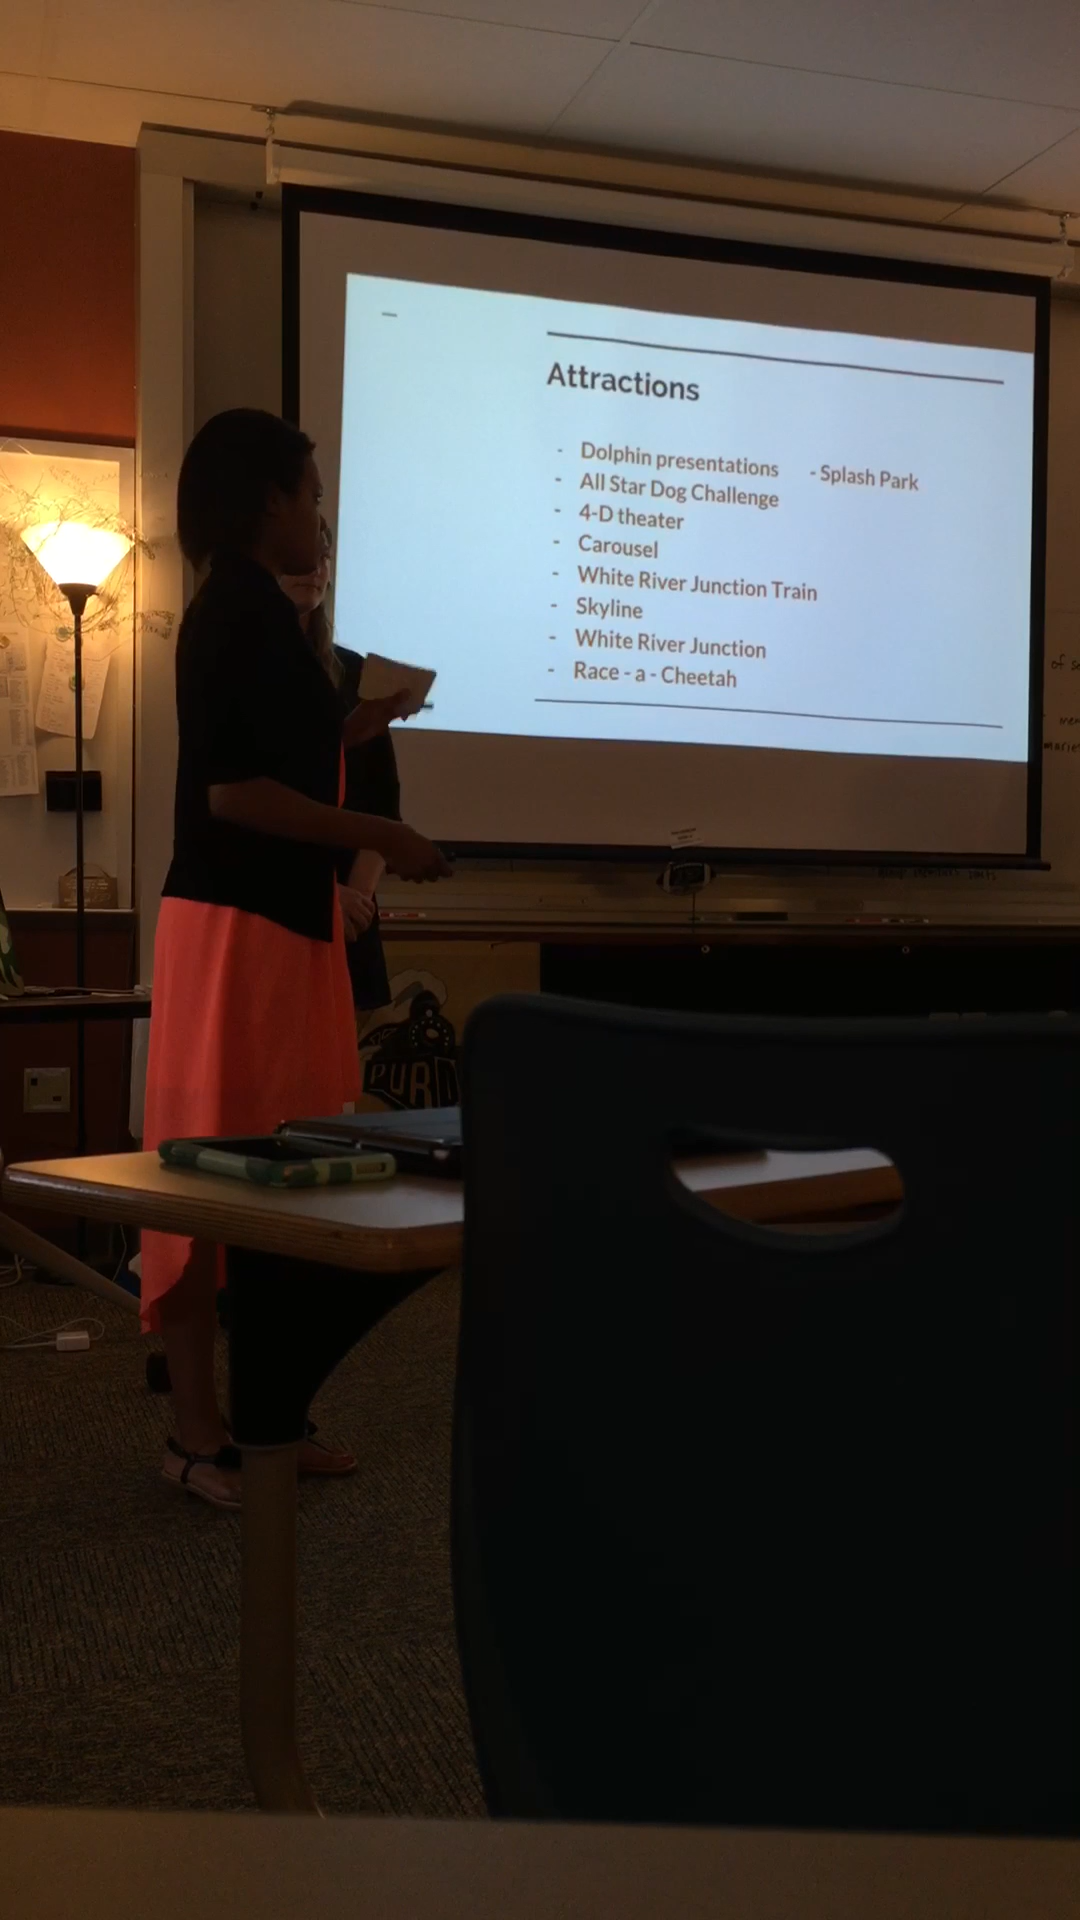 Attractions
- Dolphin presentations - Splash Park
- All Star Dog Challenge
- 4-D theater
- Carousel
- White River Junction Train
- Skyline
- White River Junction
- Race - a - Cheetah
of
PURD